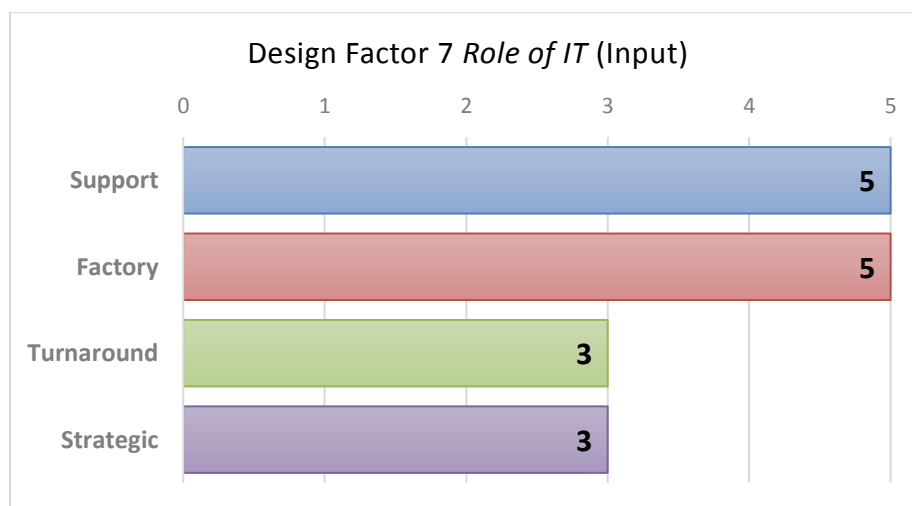 Design Factor 7 Role of IT (Input)
0 1 2 3 4 5
Support 5
Factory 5
Turnaround 3
Strategic 3